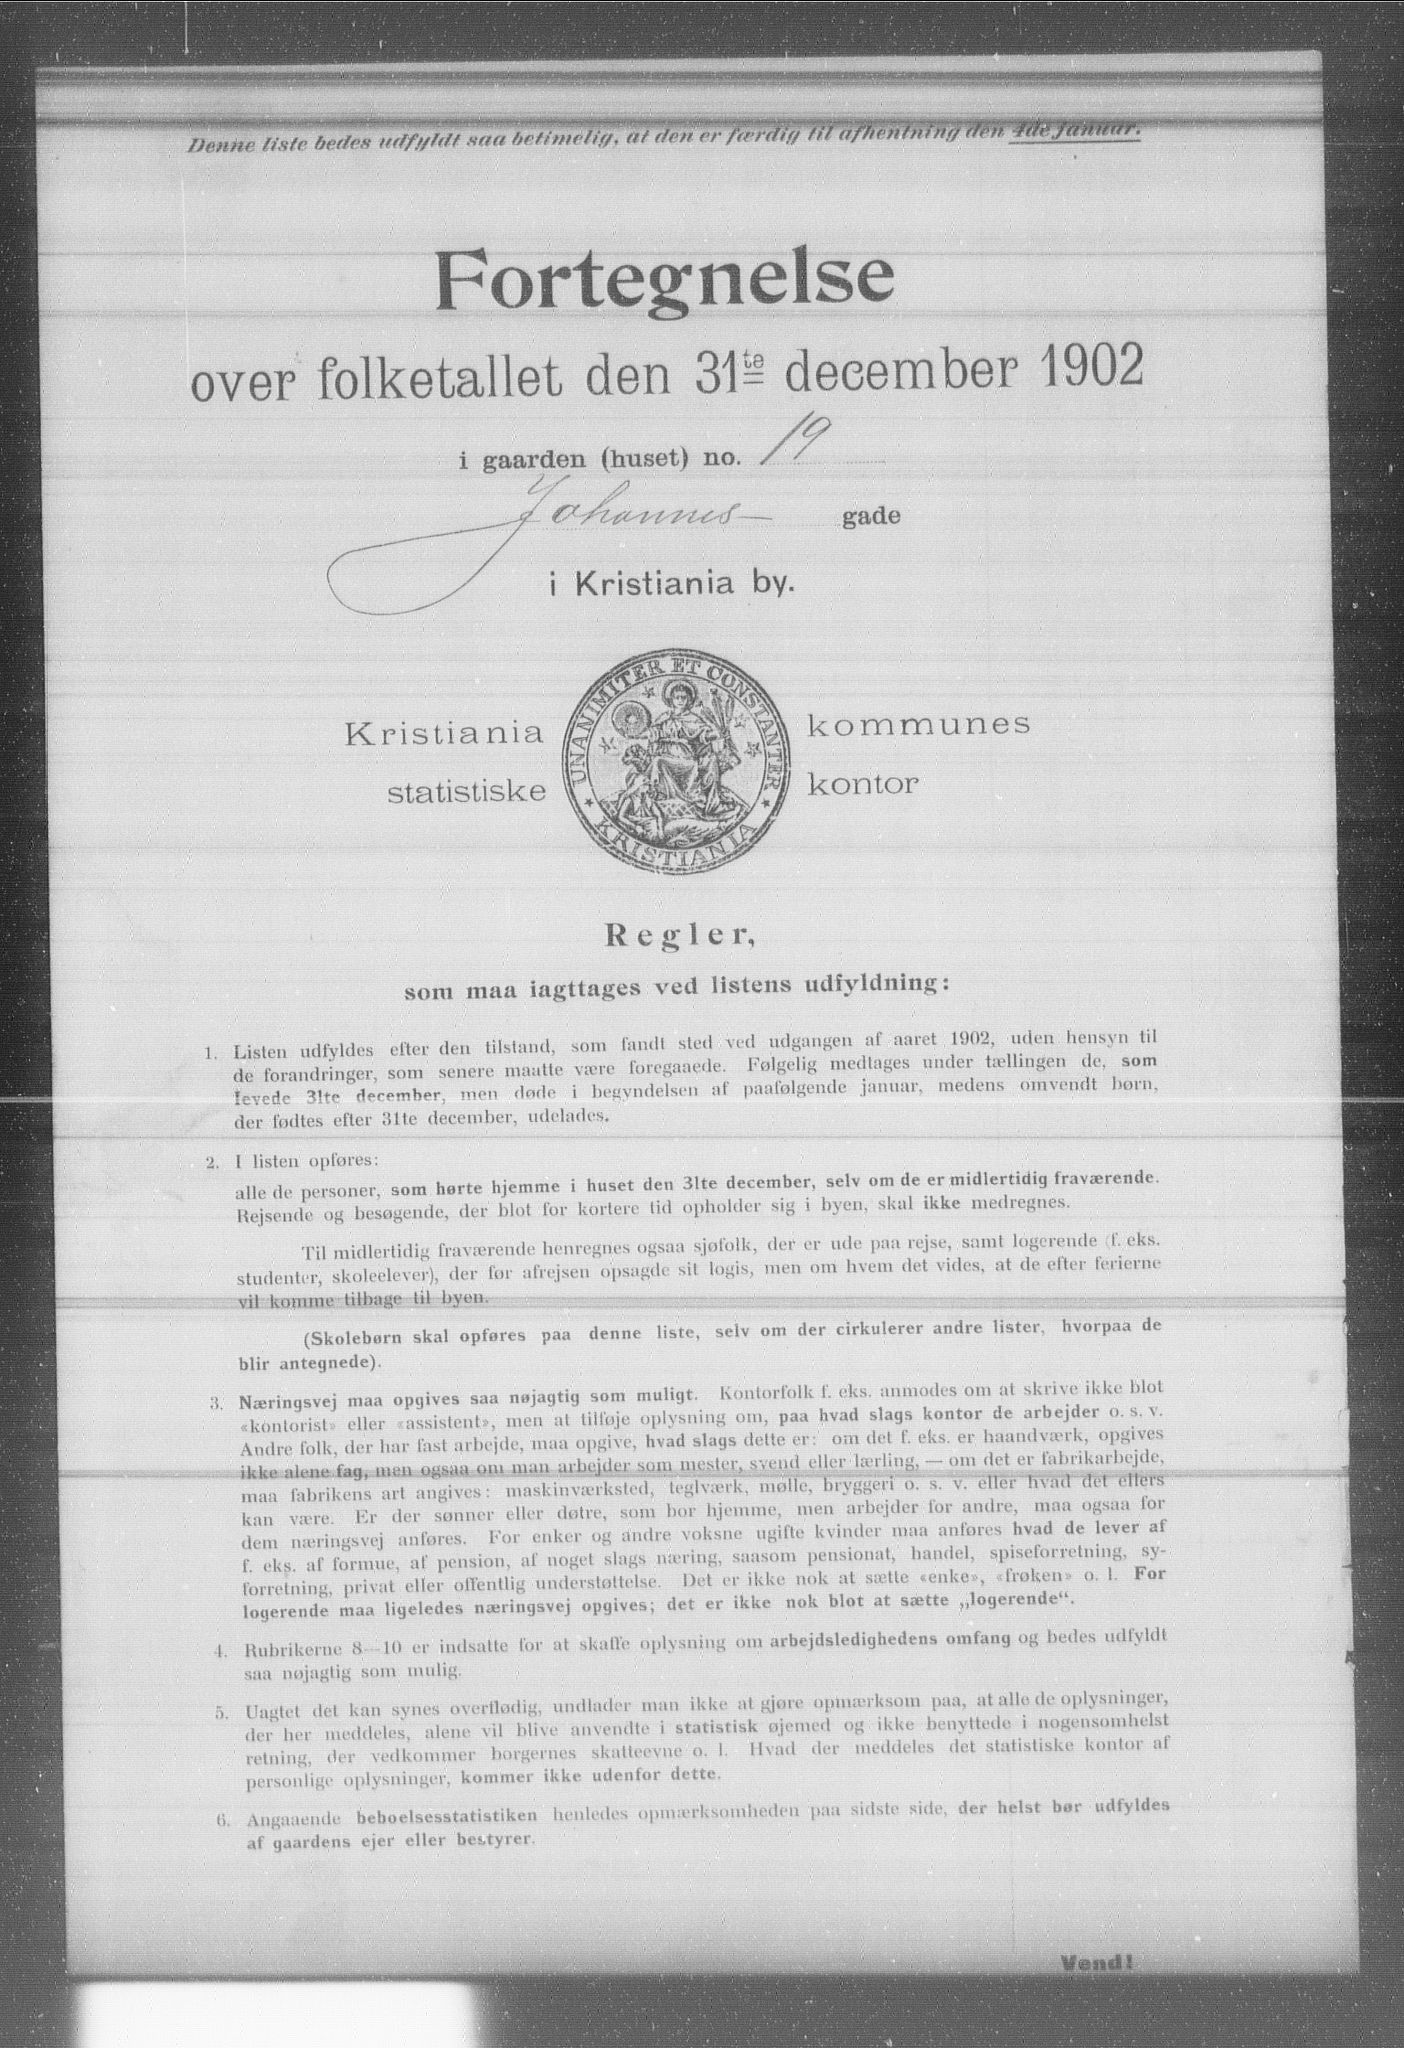 Denne liste bedes udfyldt saa betimelig, at den er færdig til afhentning den 4de januar.
Fortegnelse
over folketallet den 31te december 1902
i gaarden (huset) no. 19
Johannes gade
i Kristiania by.
Kristiania kommunes
statistiske kontor
UNANIMITER ET CONSTANTER
KRISTIANIA
Regler,
som maa iagttages ved listens udfyldning:
1. Listen udfyldes efter den tilstand, som fandt sted ved udgangen af aaret 1902, uden hensyn til
de forandringer, som senere maatte være foregaaede. Følgelig medtages under tællingen de, som
levede 31te december, men døde i begyndelsen af paafølgende januar, medens omvendt børn,
der fødtes efter 31te december, udelades.
2. I listen opføres:
alle de personer, som hørte hjemme i huset den 31te december, selv om de er midlertidig fraværende.
Rejsende og besøgende, der blot for kortere tid opholder sig i byen, skal ikke medregnes.
Til midlertidig fraværende henregnes ogsaa sjøfolk, der er ude paa rejse, samt logerende (f. eks.
studenter, skoleelever), der før afrejsen opsagde sit logis, men om hvem det vides, at de efter ferierne
vil komme tilbage til byen.
(Skolebørn skal opføres paa denne liste, selv om der cirkulerer andre lister, hvorpaa de
blir antegnede).
3. Næringsvej maa opgives saa nøjagtig som muligt. Kontorfolk f. eks. anmodes om at skrive ikke blot
«kontorist» eller «assistent», men at tilføje oplysning om, paa hvad slags kontor de arbejder o. s. v.
Andre folk, der har fast arbejde, maa opgive, hvad slags dette er: om det f. eks. er haandværk, opgives
ikke alene fag, men ogsaa om man arbejder som mester, svend eller lærling, — om det er fabrikarbejde,
maa fabrikens art angives: maskinværksted, teglværk, mølle, bryggeri o. s. v. eller hvad det ellers
kan være. Er der sønner eller døtre, som bor hjemme, men arbejder for andre, maa ogsaa for
dem næringsvej anføres. For enker og andre voksne ugifte kvinder maa anføres hvad de lever af
f. eks. af formue, af pension, af noget slags næring, saasom pensionat, handel, spiseforretning, sy-
forretning, privat eller offentlig understøttelse. Det er ikke nok at sætte «enke», «frøken» o. l. For
logerende maa ligeledes næringsvej opgives; det er ikke nok blot at sætte „logerende“.
4. Rubrikerne 8—10 er indsatte for at skaffe oplysning om arbejdsledighedens omfang og bedes udfyldt
saa nøjagtig som mulig.
5. Uagtet det kan synes overflødig, undlader man ikke at gjøre opmærksom paa, at alle de oplysninger,
der her meddeles, alene vil blive anvendte i statistisk øjemed og ikke benyttede i nogensomhelst
retning, der vedkommer borgernes skatteevne o. l. Hvad der meddeles det statistiske kontor af
personlige oplysninger, kommer ikke udenfor dette.
6. Angaaende beboelsesstatistiken henledes opmærksomheden paa sidste side, der helst bør udfyldes
af gaardens ejer eller bestyrer.
Vend!